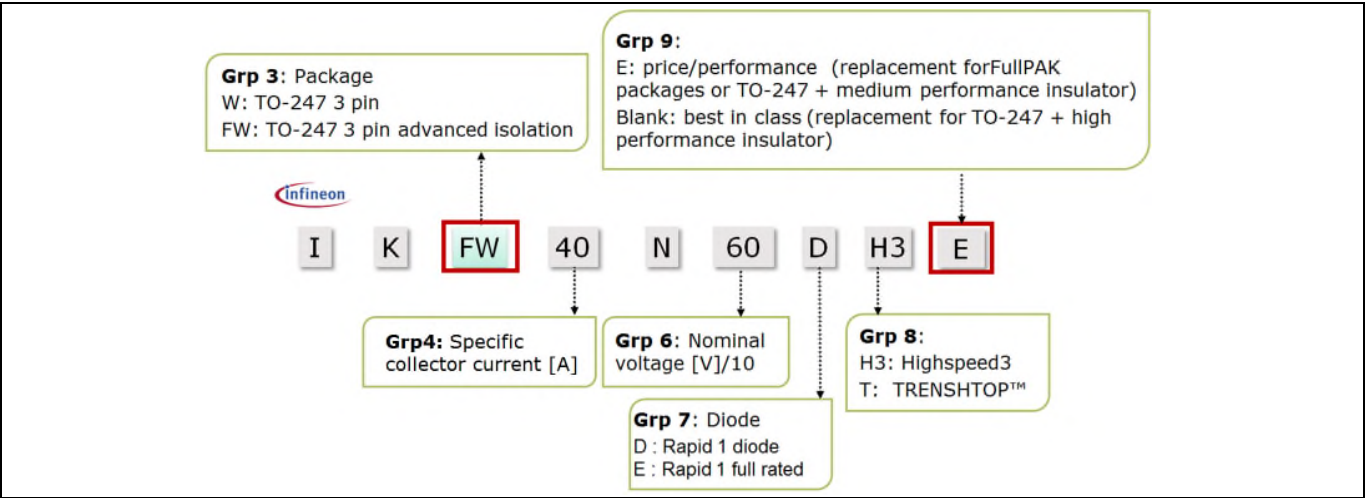 Grp 3: Package
W: TO-247 3 pin
FW: TO-247 3 pin advanced isolation
Grp 9:
E: price/performance (replacement forFullPAK
packages or TO-247 + medium performance insulator)
Blank: best in class (replacement for TO-247 + high
performance insulator)
infineon
I K FW 40 N 60 D H3 E
Grp4: Specific
collector current [A]
Grp 6: Nominal
voltage [V]/10
Grp 8:
H3: Highspeed3
T: TRENSHTOP™
Grp 7: Diode
D : Rapid 1 diode
E : Rapid 1 full rated